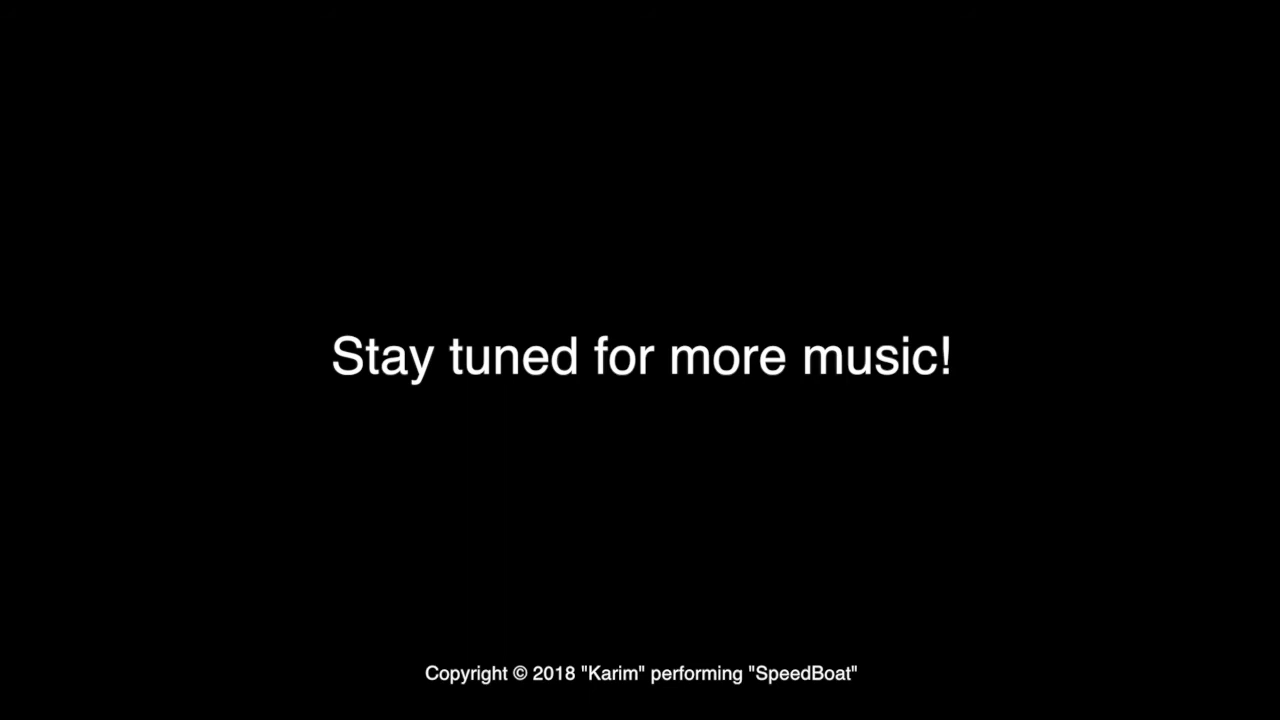 Stay tuned for more music!
Copyright © 2018 "Karim" performing "SpeedBoat"